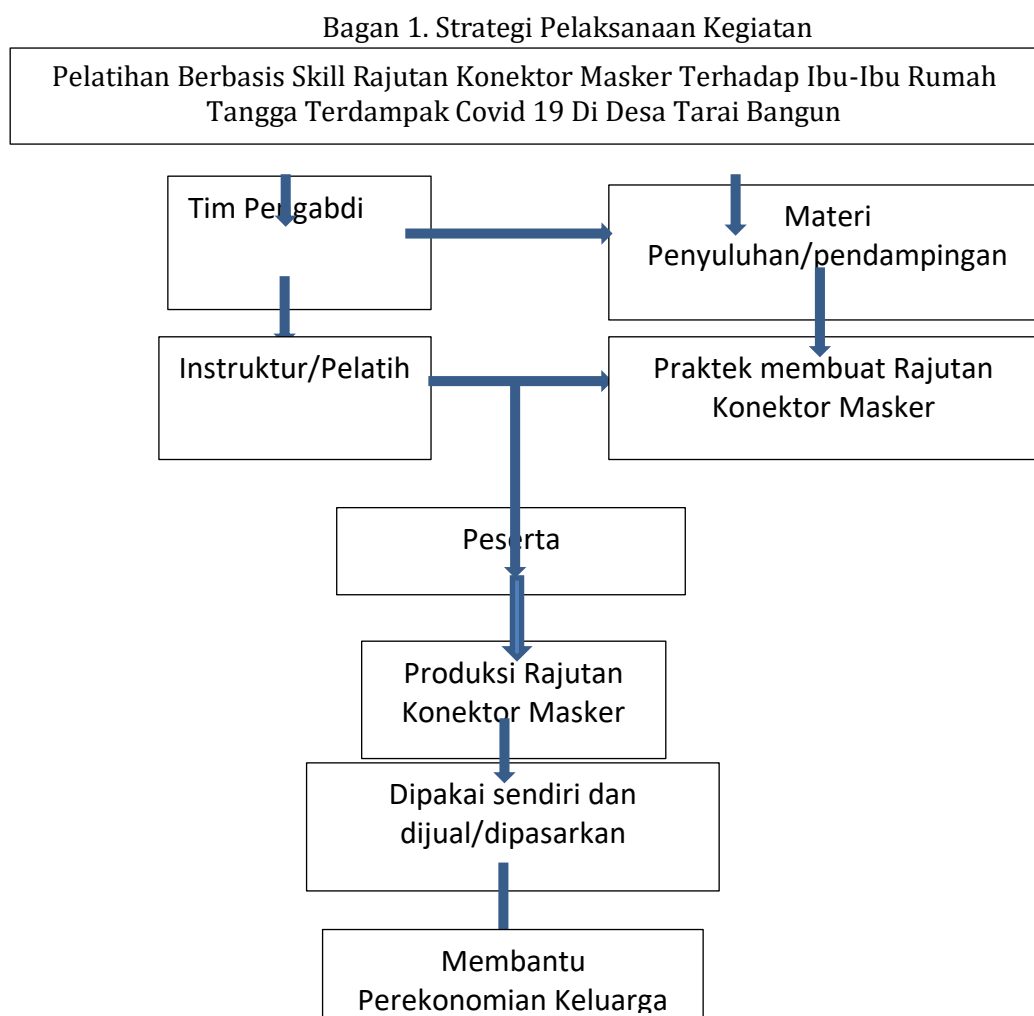 Bagan 1. Strategi Pelaksanaan Kegiatan
Pelatihan Berbasis Skill Rajutan Konektor Masker Terhadap Ibu-Ibu Rumah
Tangga Terdampak Covid 19 Di Desa Tarai Bangun
Tim Pengabdi
Materi
Penyuluhan/pendampingan
Instruktur/Pelatih
Praktek membuat Rajutan
Konektor Masker
Peserta
Produksi Rajutan
Konektor Masker
Dipakai sendiri dan
dijual/dipasarkan
Membantu
Perekonomian Keluarga